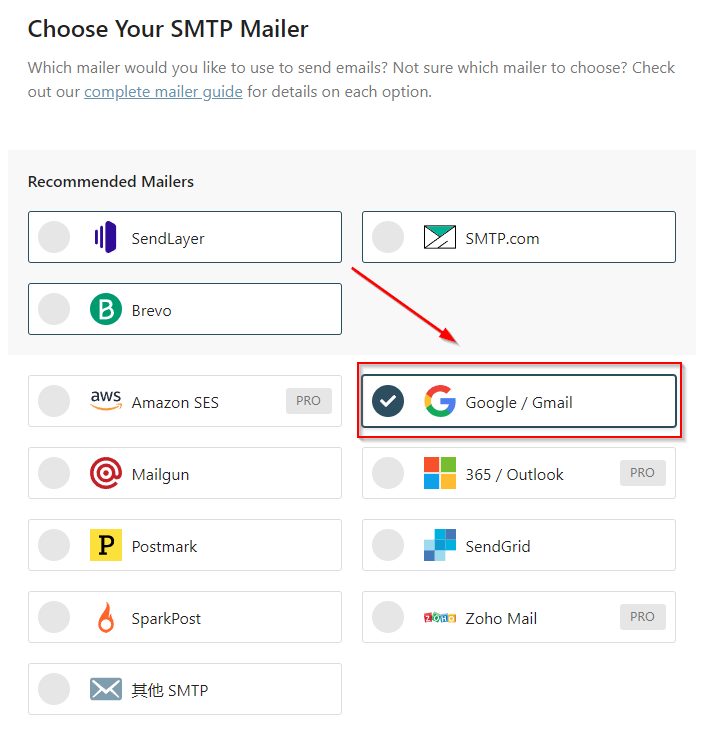 Choose Your SMTP Mailer
Which mailer would you like to use to send emails? Not sure which mailer to choose? Check
out our complete mailer guide for details on each option.
Recommended Mailers
SendLayer
SMTP.com
B Brevo
aws Amazon SES PRO
Google / Gmail
Mailgun
365 / Outlook PRO
P Postmark
SendGrid
SparkPost
ZOHO Zoho Mail PRO
其他 SMTP